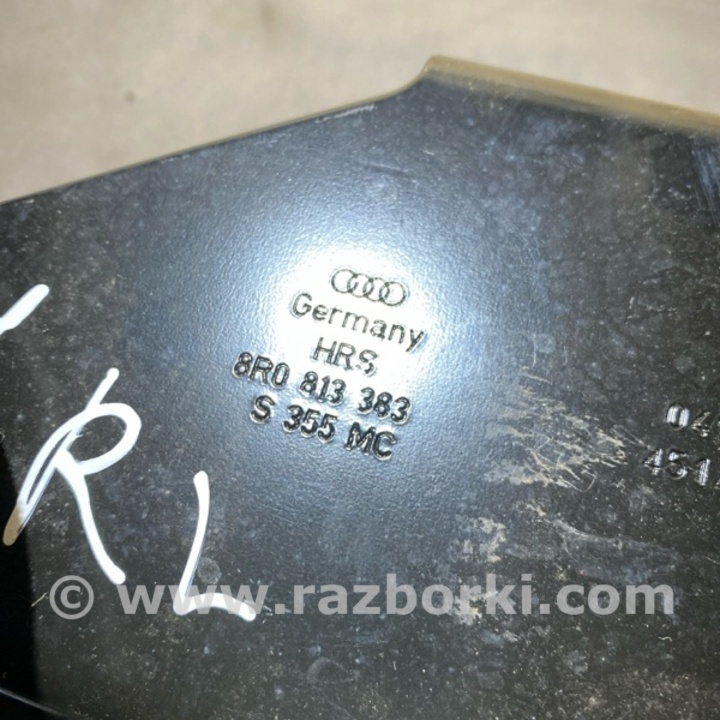 Germany
HRS
8R0 813 383
S 355 MC
RL
© www.razborki.com